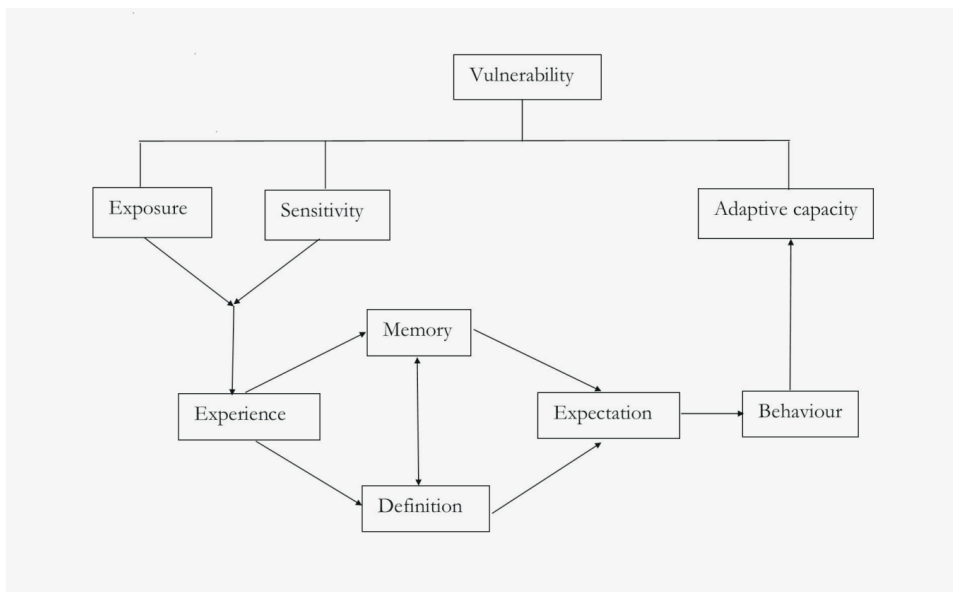 Vulnerability
Exposure
Sensitivity
Adaptive capacity
Memory
Experience
Expectation
Behaviour
Definition